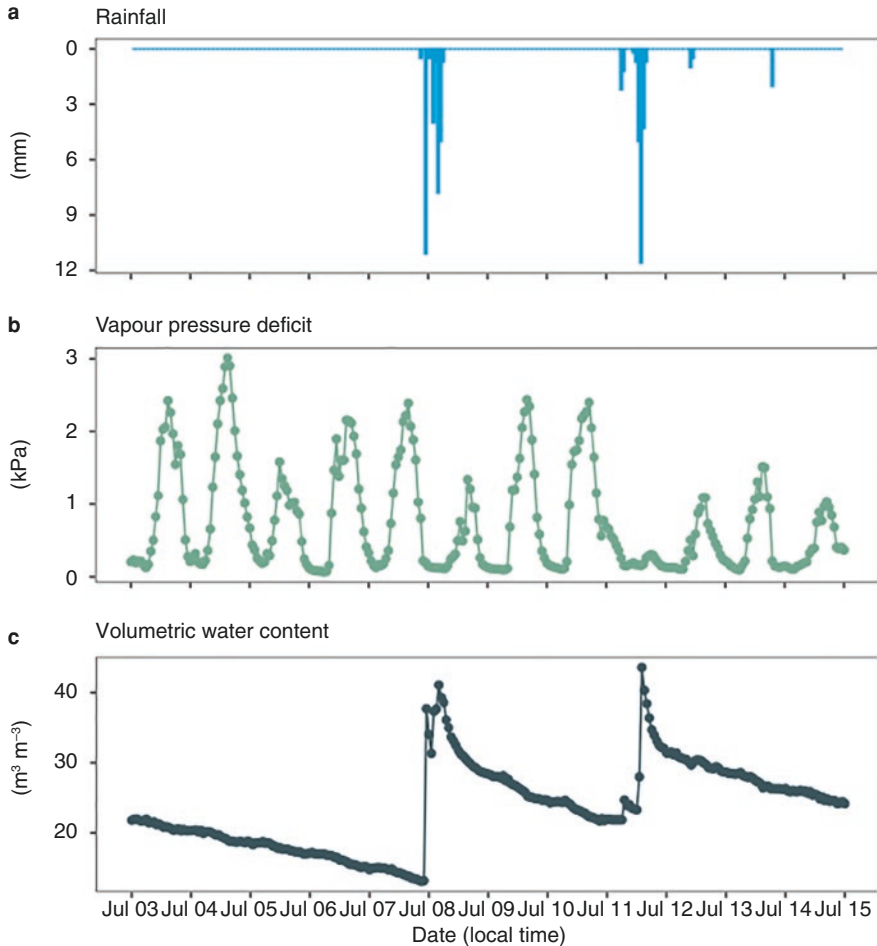 a
Rainfall
0
3
6
9
12
(mm)
b
Vapour pressure deficit
3
2
1
0
(kPa)
c
Volumetric water content
40
30
20
(m³ m⁻³)
Jul 03 Jul 04 Jul 05 Jul 06 Jul 07 Jul 08 Jul 09 Jul 10 Jul 11 Jul 12 Jul 13 Jul 14 Jul 15
Date (local time)